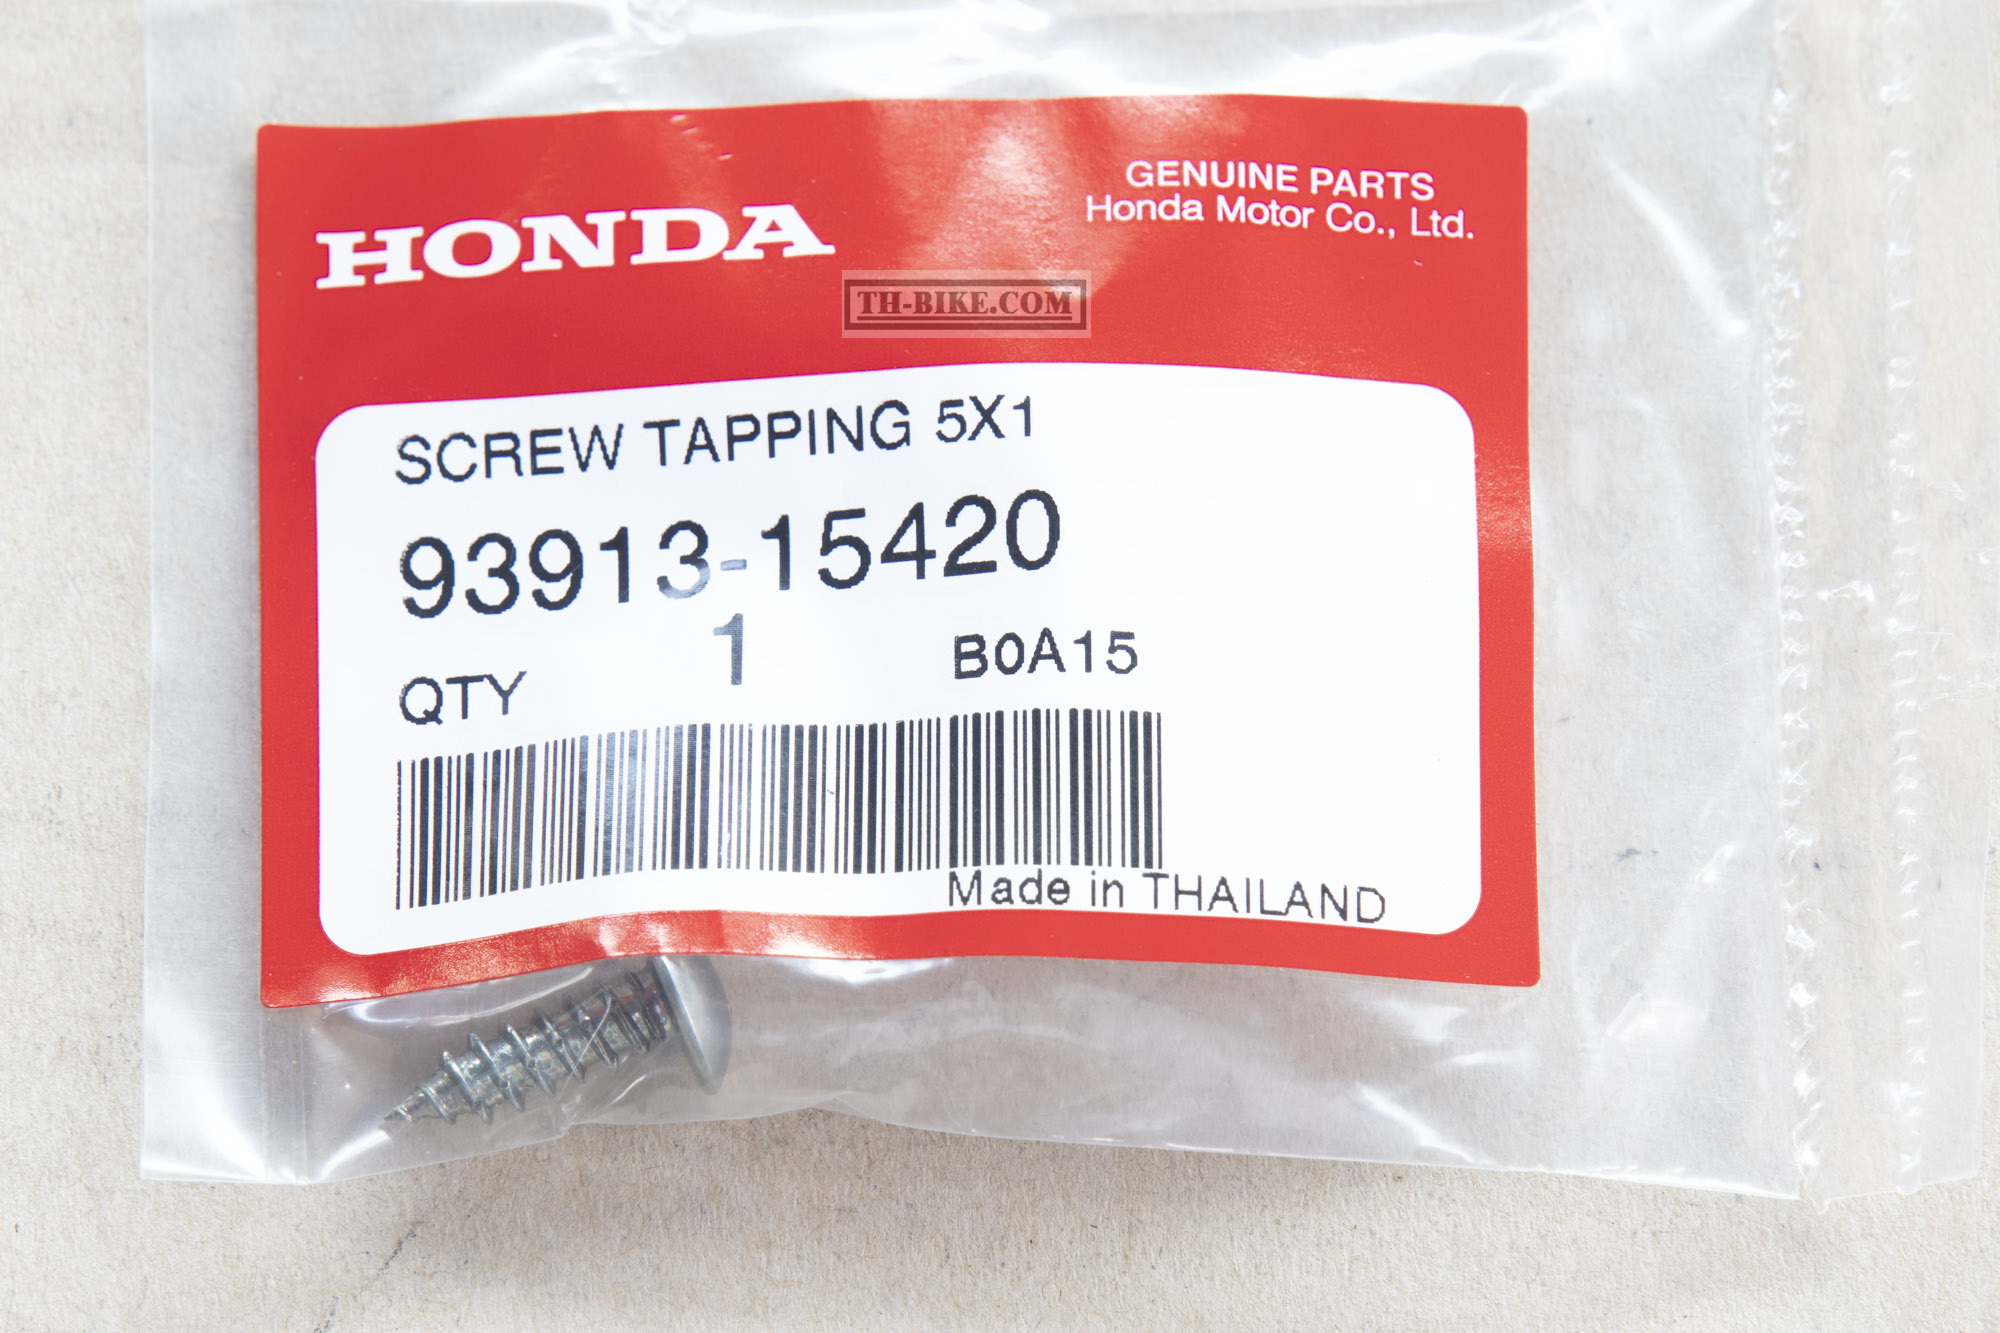 HONDA
GENUINE PARTS
Honda Motor Co., Ltd.
TH-BIKE.COM
SCREW TAPPING 5X1
93913-15420
QTY 1 B0A15
Made in THAILAND